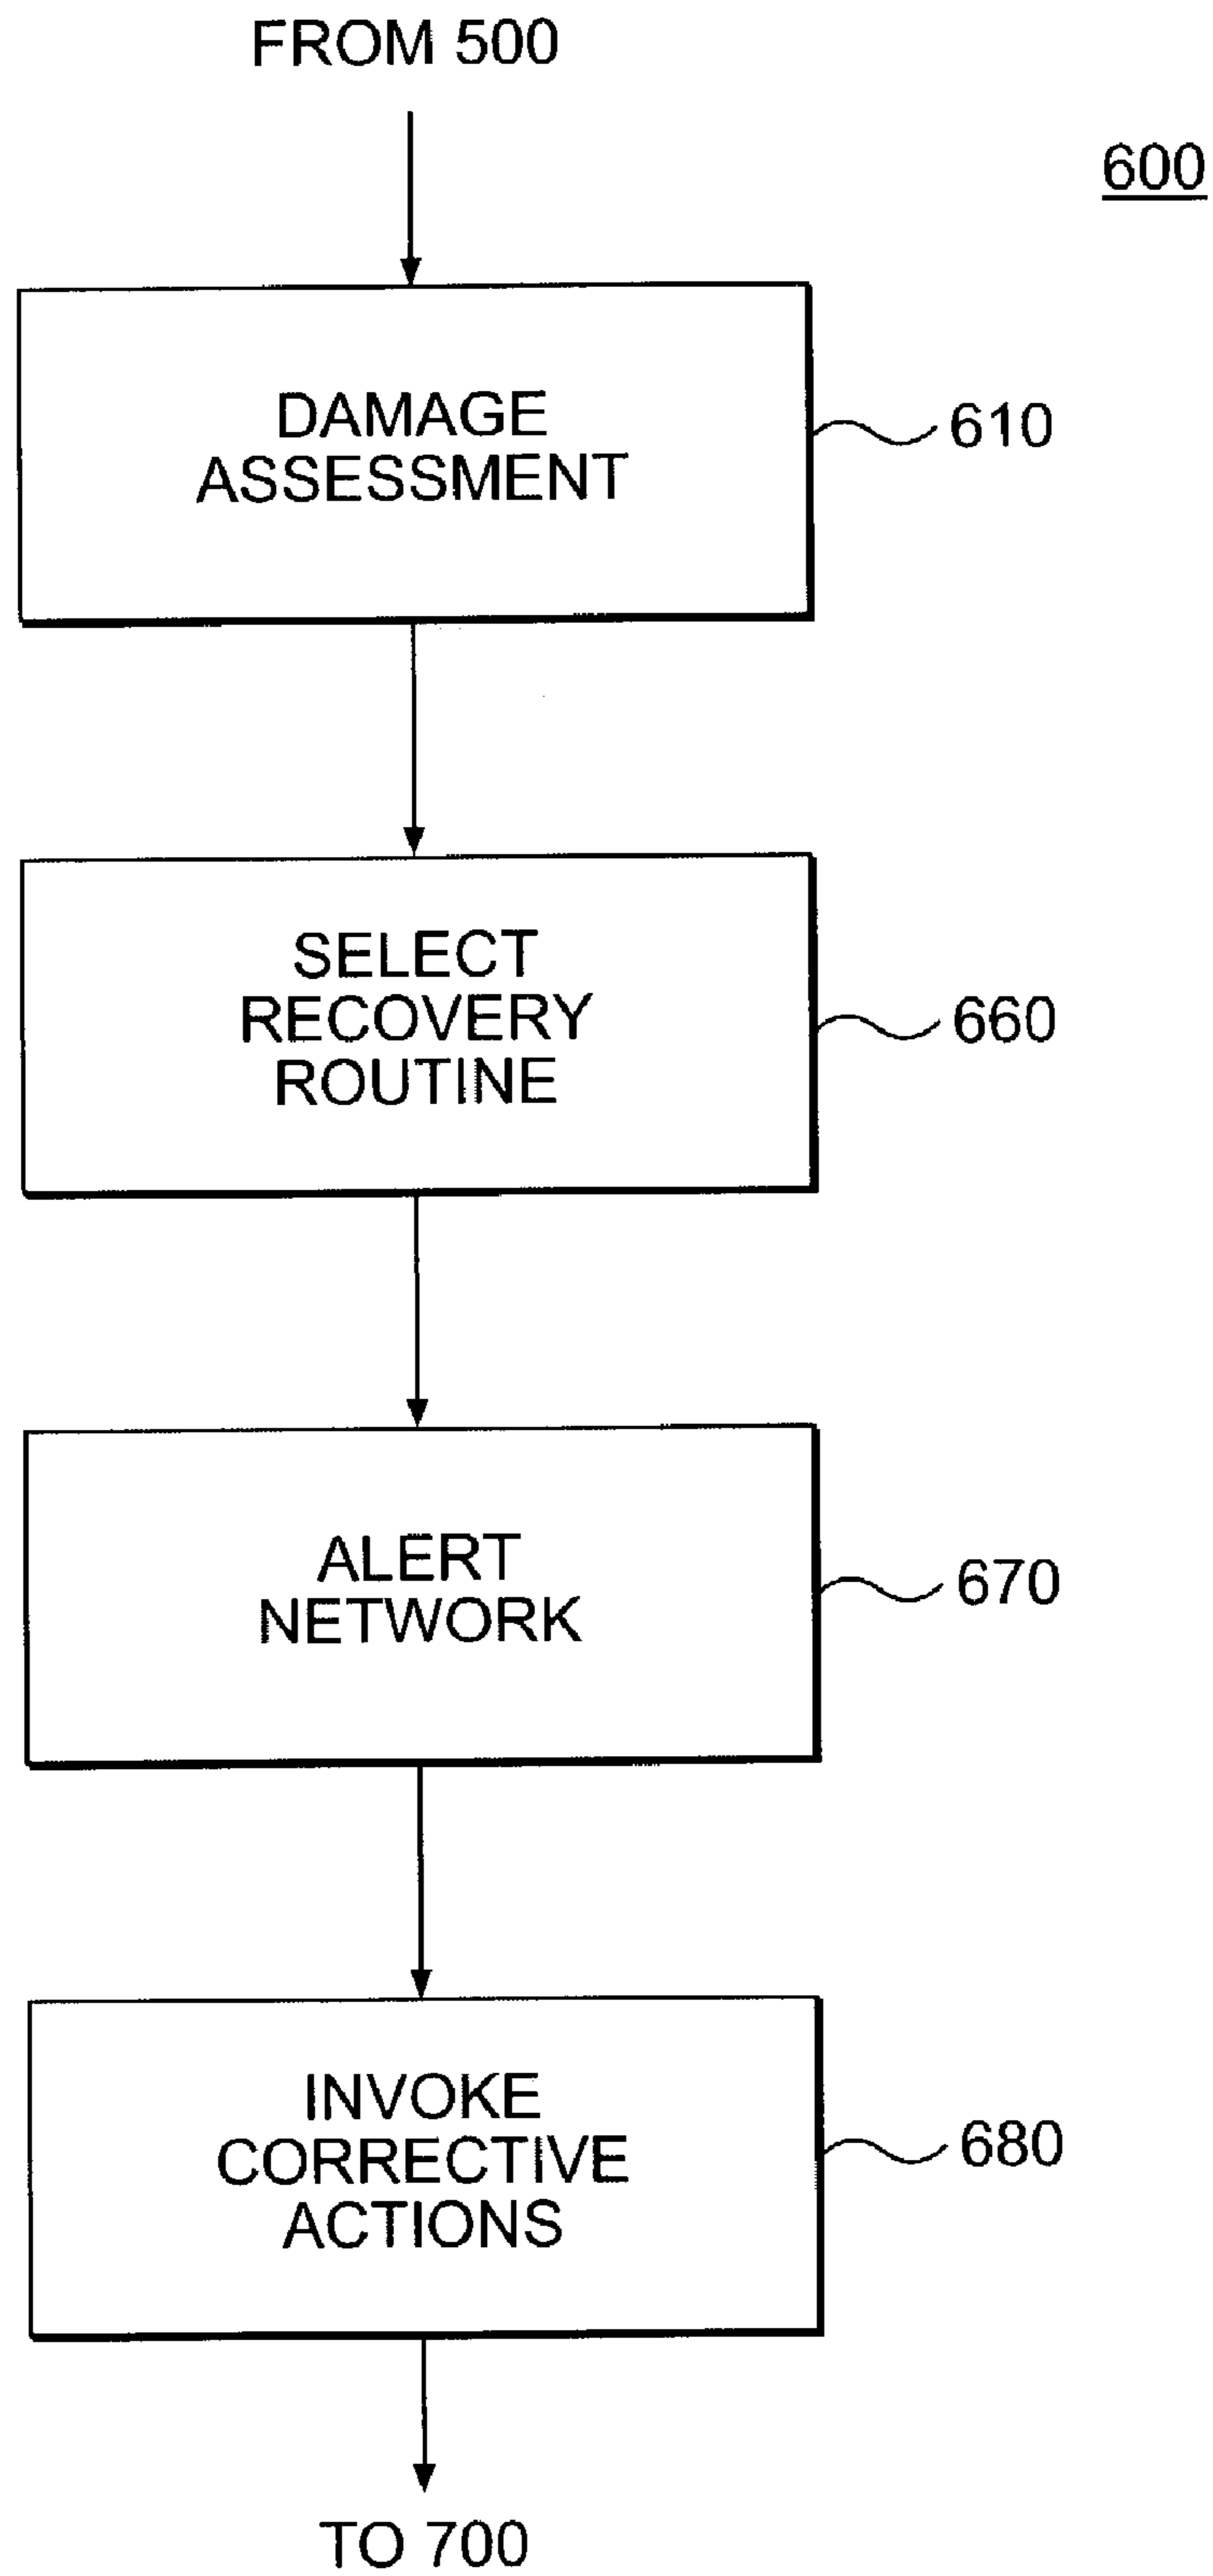 FROM 500
600
DAMAGE
ASSESSMENT
610
SELECT
RECOVERY
ROUTINE
660
ALERT
NETWORK
670
INVOKE
CORRECTIVE
ACTIONS
680
TO 700